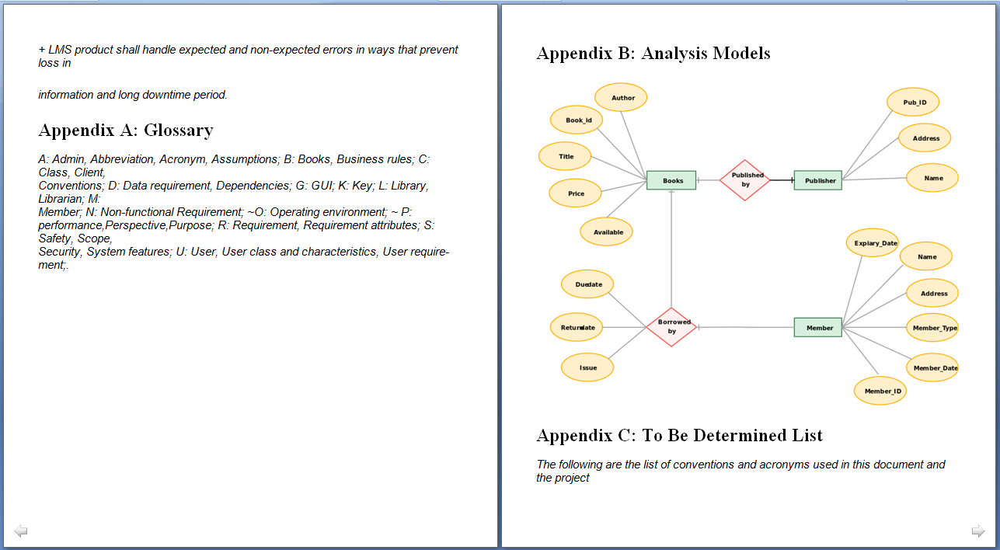 + LMS product shall handle expected and non-expected errors in ways that prevent
loss in
information and long downtime period.
Appendix A: Glossary
A: Admin, Abbreviation, Acronym, Assumptions; B: Books, Business rules; C:
Class, Client,
Conventions; D: Data requirement, Dependencies; G: GUI; K: Key; L: Library,
Librarian; M:
Member; N: Non-functional Requirement; ~O: Operating environment; ~ P:
performance,Perspective,Purpose; R: Requirement, Requirement attributes; S:
Safety, Scope,
Security, System features; U: User, User class and characteristics, User require-
ment;.
Appendix B: Analysis Models
Author
Book_id
Title
Price
Available
Books
Published
by
Publisher
Pub_ID
Address
Name
Duedate
Returndate
Issue
Borrowed
by
Member
Expiary_Date
Name
Address
Member_Type
Member_Date
Member_ID
Appendix C: To Be Determined List
The following are the list of conventions and acronyms used in this document and
the project